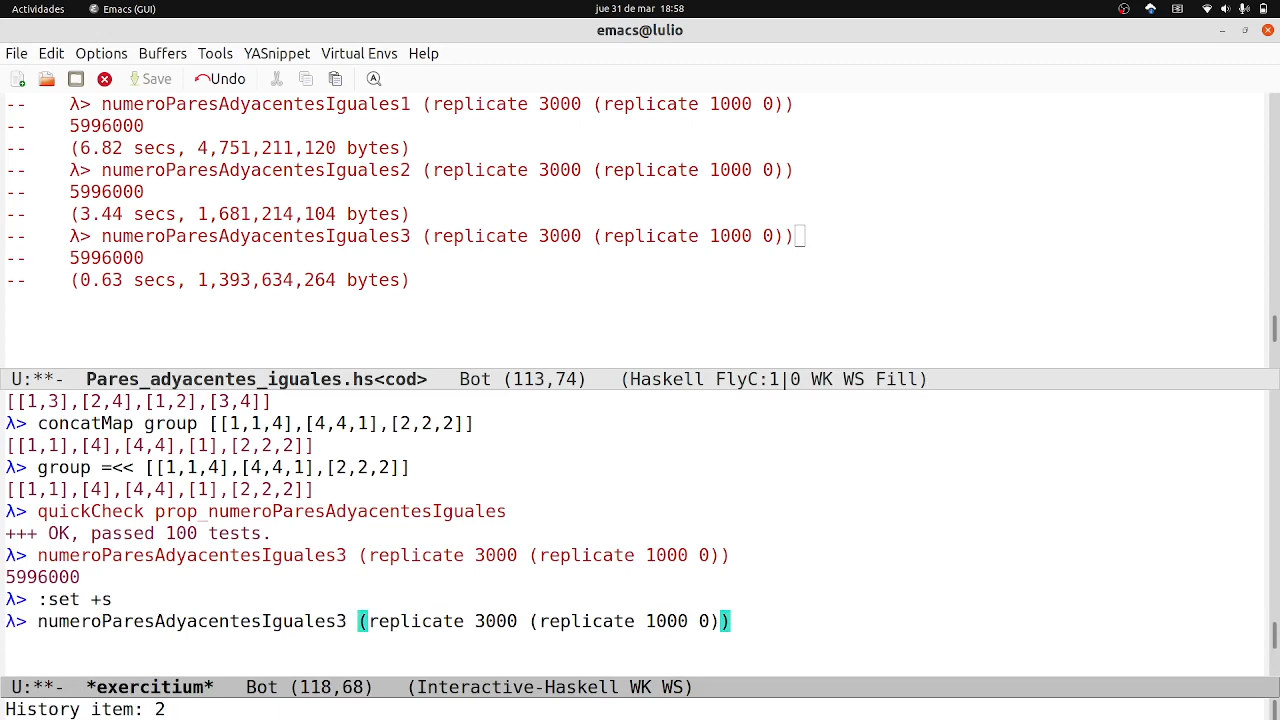 Actividades Emacs (GUI) jue 31 de mar 18:58
emacs@lulio
File Edit Options Buffers Tools YASnippet Virtual Envs Help
Save Undo
-- λ> numeroParesAdyacentesIguales1 (replicate 3000 (replicate 1000 0))
-- 5996000
-- (6.82 secs, 4,751,211,120 bytes)
-- λ> numeroParesAdyacentesIguales2 (replicate 3000 (replicate 1000 0))
-- 5996000
-- (3.44 secs, 1,681,214,104 bytes)
-- λ> numeroParesAdyacentesIguales3 (replicate 3000 (replicate 1000 0))
-- 5996000
-- (0.63 secs, 1,393,634,264 bytes)
U:**- Pares_adyacentes_iguales.hs<cod> Bot (113,74) (Haskell FlyC:1|0 WK WS Fill)
[[1,3],[2,4],[1,2],[3,4]]
λ> concatMap group [[1,1,4],[4,4,1],[2,2,2]]
[[1,1],[4],[4,4],[1],[2,2,2]]
λ> group =<< [[1,1,4],[4,4,1],[2,2,2]]
[[1,1],[4],[4,4],[1],[2,2,2]]
λ> quickCheck prop_numeroParesAdyacentesIguales
+++ OK, passed 100 tests.
λ> numeroParesAdyacentesIguales3 (replicate 3000 (replicate 1000 0))
5996000
λ> :set +s
λ> numeroParesAdyacentesIguales3 (replicate 3000 (replicate 1000 0))
U:**- *exercitium* Bot (118,68) (Interactive-Haskell WK WS)
History item: 2